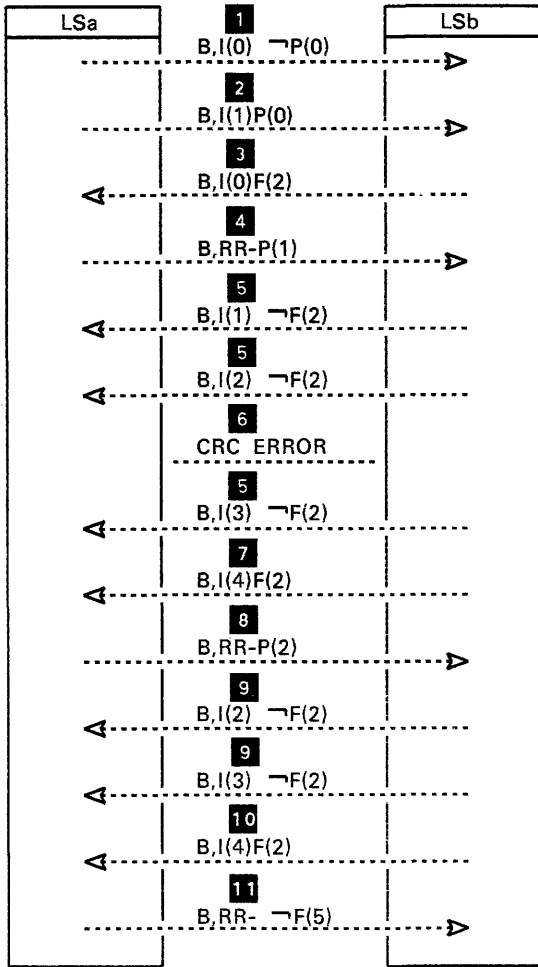 LSa
LSb
1
B,I(0) ¬P(0)
2
B,I(1)P(0)
3
B,I(0)F(2)
4
B,RR-P(1)
5
B,I(1) ¬F(2)
5
B,I(2) ¬F(2)
6
CRC ERROR
5
B,I(3) ¬F(2)
7
B,I(4)F(2)
8
B,RR-P(2)
9
B,I(2) ¬F(2)
9
B,I(3) ¬F(2)
10
B,I(4)F(2)
11
B,RR- ¬F(5)